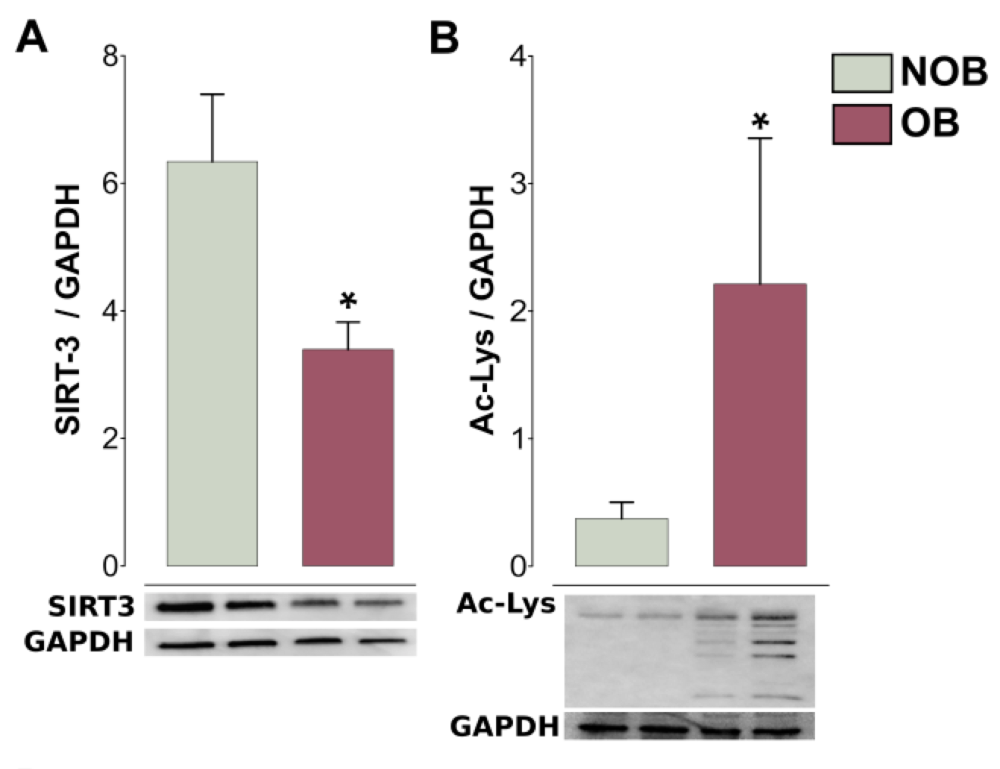 A
8
6
4
2
0
SIRT-3 / GAPDH
*
SIRT3
GAPDH
B
4
3
2
1
0
Ac-Lys / GAPDH
*
Ac-Lys
GAPDH
NOB
OB